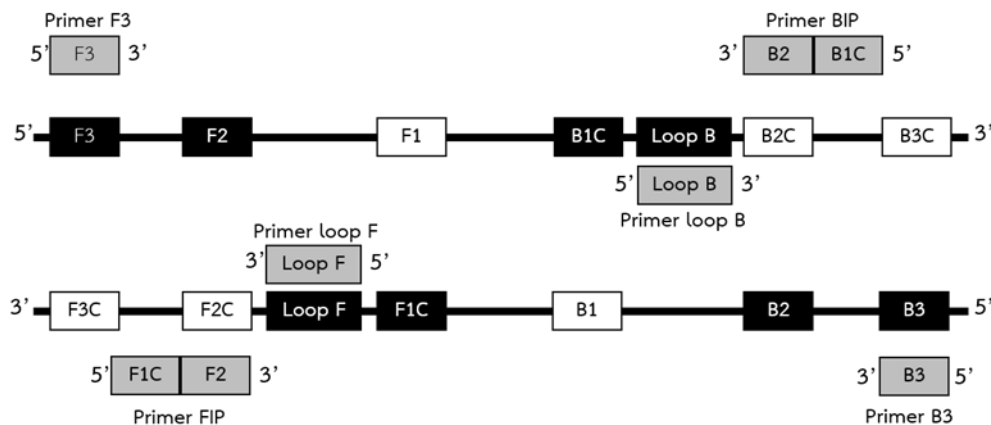 Primer F3
5’ F3 3’
Primer BIP
3’ B2 B1C 5’
5’ F3 F2 F1 B1C Loop B B2C B3C 3’
5’ Loop B 3’
Primer loop B
Primer loop F
3’ Loop F 5’
3’ F3C F2C Loop F F1C B1 B2 B3 5’
5’ F1C F2 3’
Primer FIP
3’ B3 5’
Primer B3